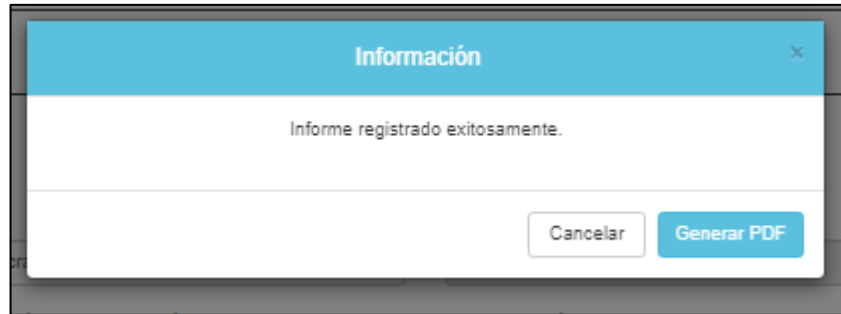 Información
×
Informe registrado exitosamente.
Cancelar
Generar PDF